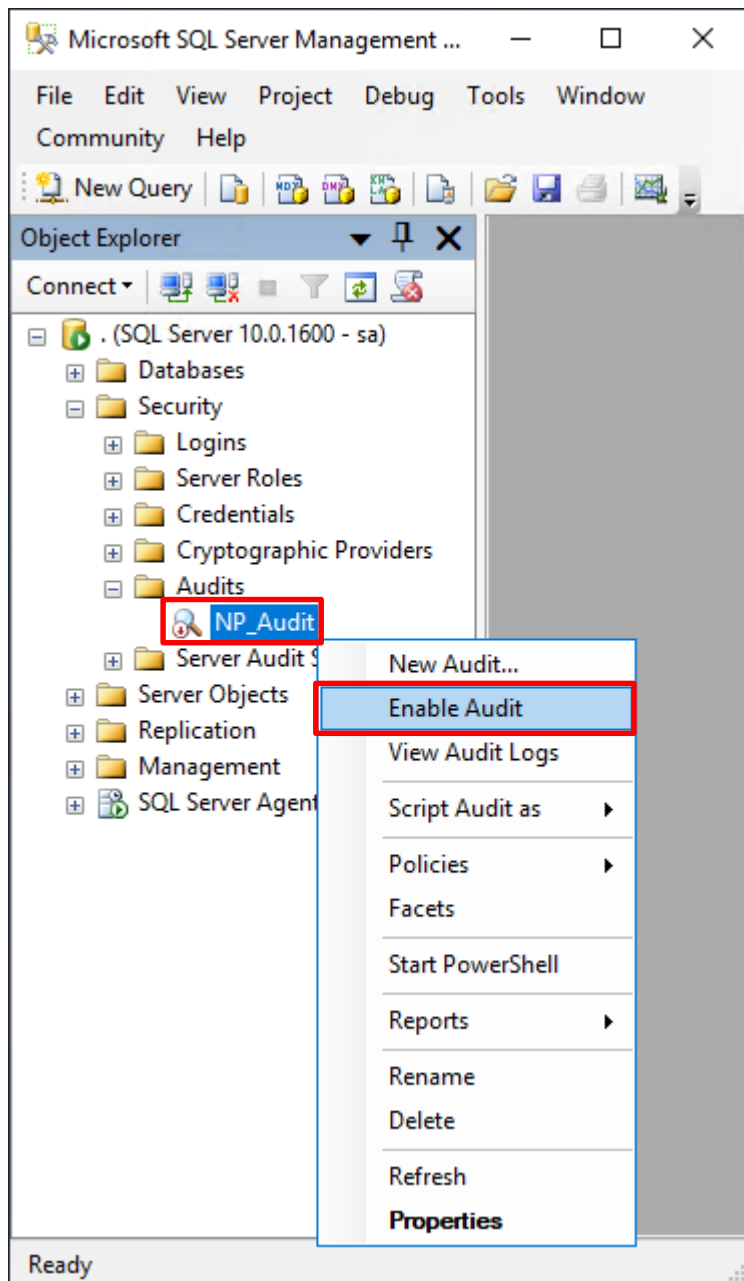 Microsoft SQL Server Management ...
File Edit View Project Debug Tools Window
Community Help
New Query
Object Explorer
Connect
. (SQL Server 10.0.1600 - sa)
Databases
Security
Logins
Server Roles
Credentials
Cryptographic Providers
Audits
NP_Audit
Server Audit S
Server Objects
Replication
Management
SQL Server Agent
New Audit...
Enable Audit
View Audit Logs
Script Audit as
Policies
Facets
Start PowerShell
Reports
Rename
Delete
Refresh
Properties
Ready